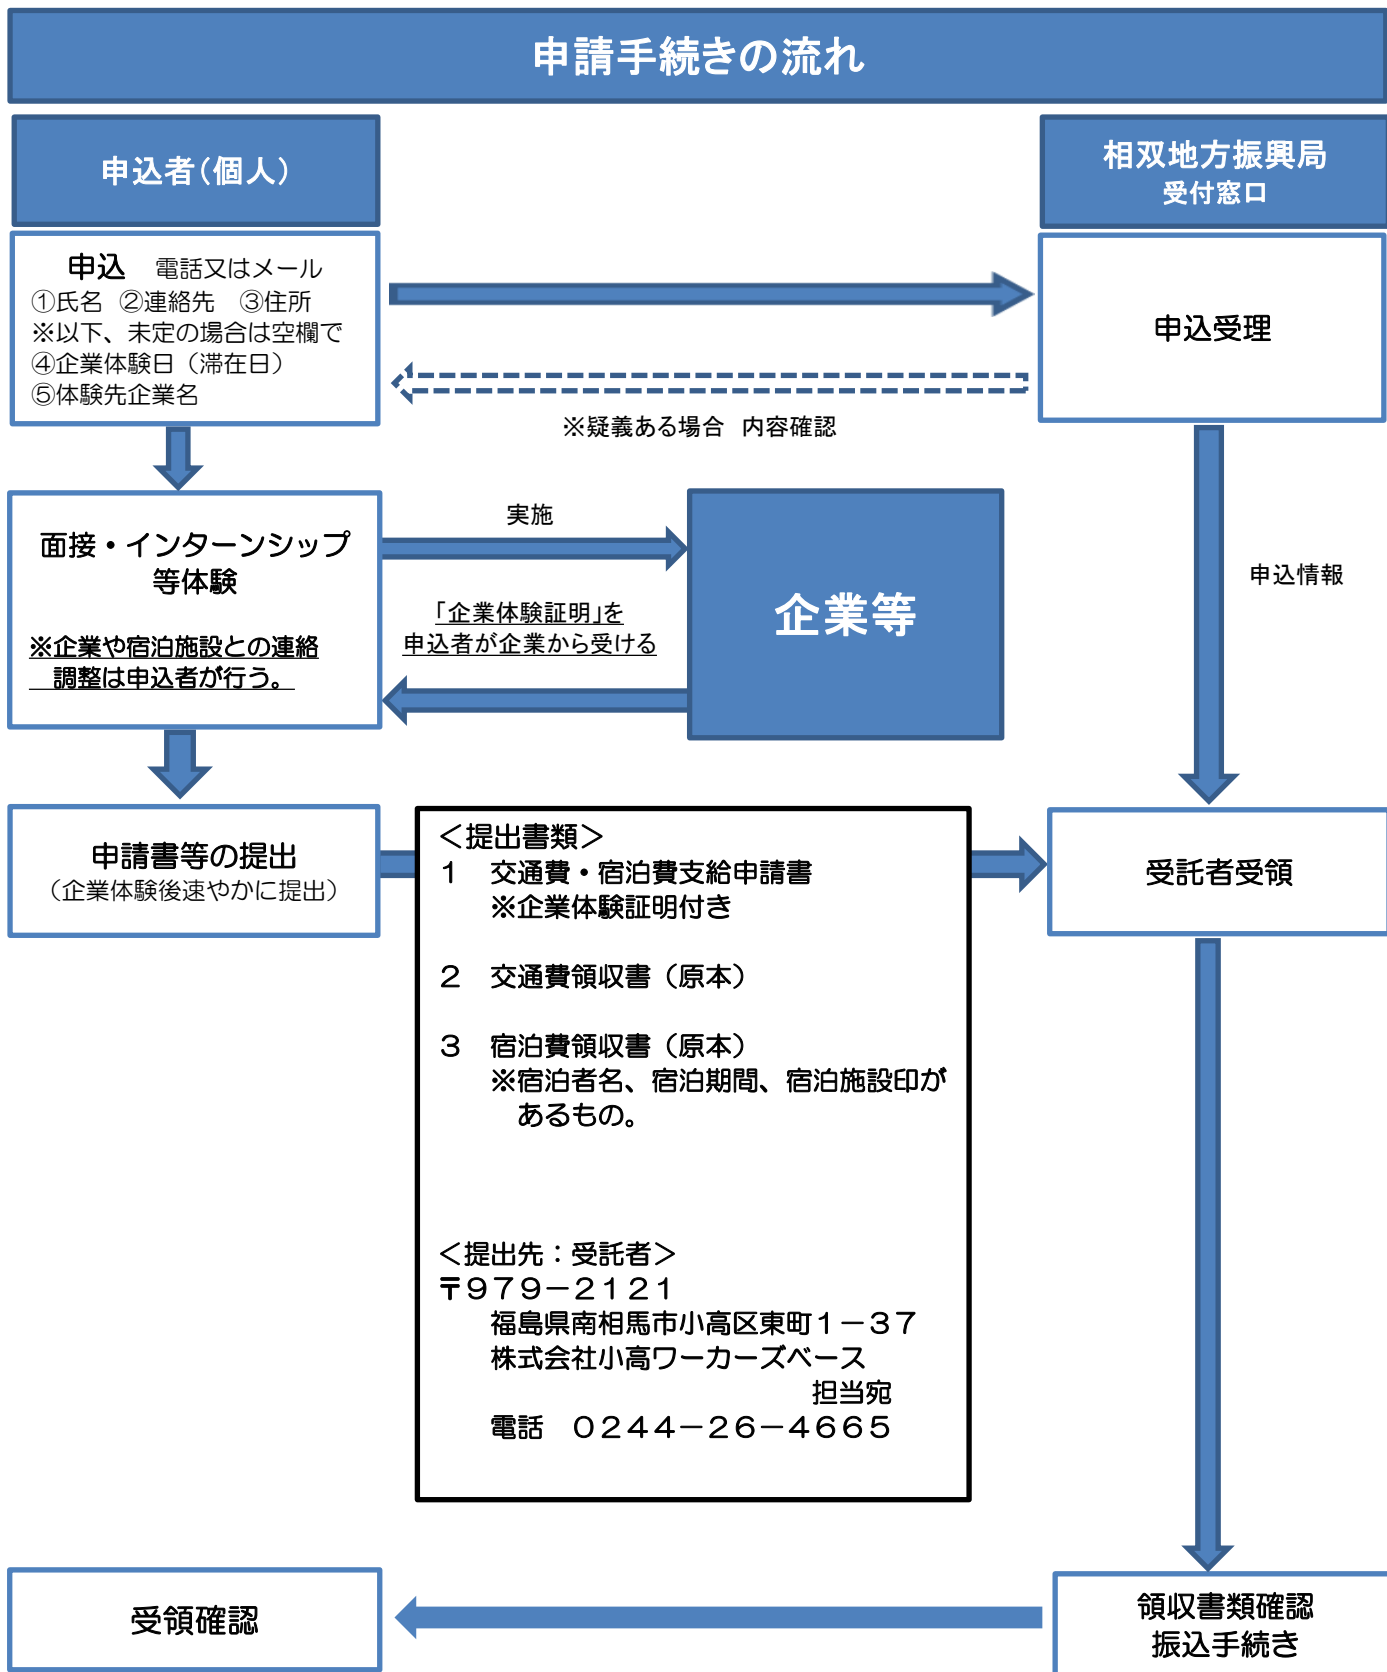 申請手続きの流れ
申込者（個人）
相双地方振興局
受付窓口
申込　電話又はメール
①氏名　②連絡先　③住所
※以下、未定の場合は空欄で
④企業体験日（滞在日）
⑤体験先企業名
申込受理
※疑義ある場合　内容確認
面接・インターンシップ
等体験
※企業や宿泊施設との連絡
調整は申込者が行う。
実施
「企業体験証明」を
申込者が企業から受ける
企業等
申込情報
申請書等の提出
（企業体験後速やかに提出）
＜提出書類＞
１　交通費・宿泊費支給申請書
※企業体験証明付き
２　交通費領収書（原本）
３　宿泊費領収書（原本）
※宿泊者名、宿泊期間、宿泊施設印が
あるもの。
＜提出先：受託者＞
〒９７９－２１２１
福島県南相馬市小高区東町１－３７
株式会社小高ワーカーズベース
担当宛
電話　０２４４－２６－４６６５
受託者受領
受領確認
領収書類確認
振込手続き